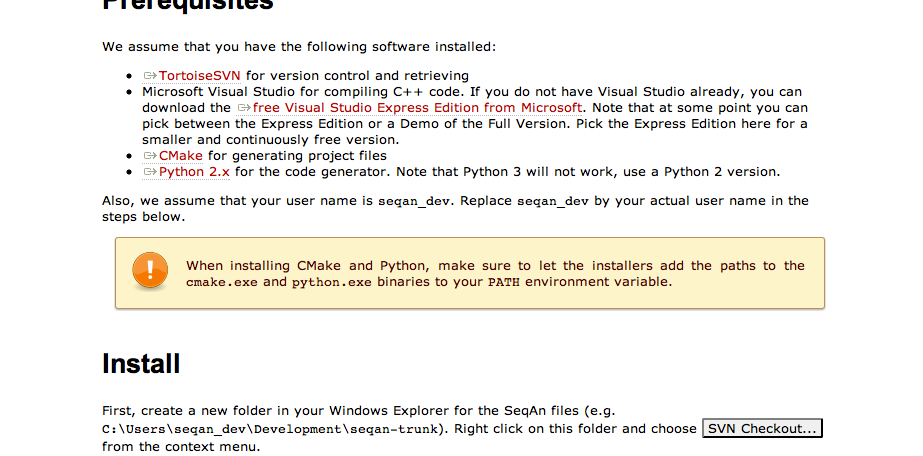 Prerequisites
We assume that you have the following software installed:
TortoiseSVN for version control and retrieving
Microsoft Visual Studio for compiling C++ code. If you do not have Visual Studio already, you can
download the free Visual Studio Express Edition from Microsoft. Note that at some point you can
pick between the Express Edition or a Demo of the Full Version. Pick the Express Edition here for a
smaller and continuously free version.
CMake for generating project files
Python 2.x for the code generator. Note that Python 3 will not work, use a Python 2 version.
Also, we assume that your user name is seqan_dev. Replace seqan_dev by your actual user name in the
steps below.
When installing CMake and Python, make sure to let the installers add the paths to the
cmake.exe and python.exe binaries to your PATH environment variable.
Install
First, create a new folder in your Windows Explorer for the SeqAn files (e.g.
C:\Users\seqan_dev\Development\seqan-trunk). Right click on this folder and choose SVN Checkout...
from the context menu.